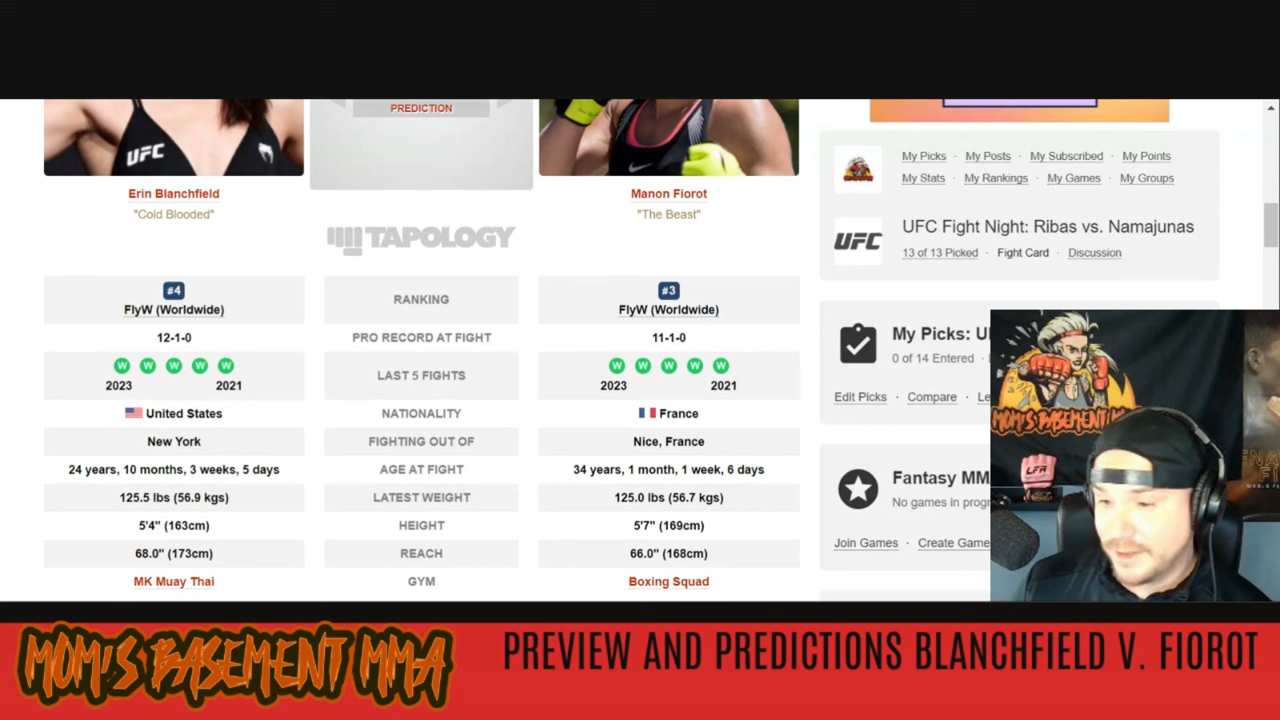 PREDICTION
UFC
Erin Blanchfield
"Cold Blooded"
Manon Fiorot
"The Beast"
TAPOLOGY
#4
FlyW (Worldwide)
RANKING
#3
FlyW (Worldwide)
12-1-0
PRO RECORD AT FIGHT
11-1-0
W W W W W
2023 2021
LAST 5 FIGHTS
W W W W W
2023 2021
United States
NATIONALITY
France
New York
FIGHTING OUT OF
Nice, France
24 years, 10 months, 3 weeks, 5 days
AGE AT FIGHT
34 years, 1 month, 1 week, 6 days
125.5 lbs (56.9 kgs)
LATEST WEIGHT
125.0 lbs (56.7 kgs)
5'4" (163cm)
HEIGHT
5'7" (169cm)
68.0" (173cm)
REACH
66.0" (168cm)
MK Muay Thai
GYM
Boxing Squad
My Picks · My Posts · My Subscribed · My Points
My Stats · My Rankings · My Games · My Groups
UFC
UFC Fight Night: Ribas vs. Namajunas
13 of 13 Picked · Fight Card · Discussion
My Picks: U
0 of 14 Entered ·
Edit Picks · Compare · Le
Fantasy MM
No games in progr
Join Games · Create Game
MOM'S BASEMENT M
LFA
MOM'S BASEMENT MMA
PREVIEW AND PREDICTIONS BLANCHFIELD V. FIOROT